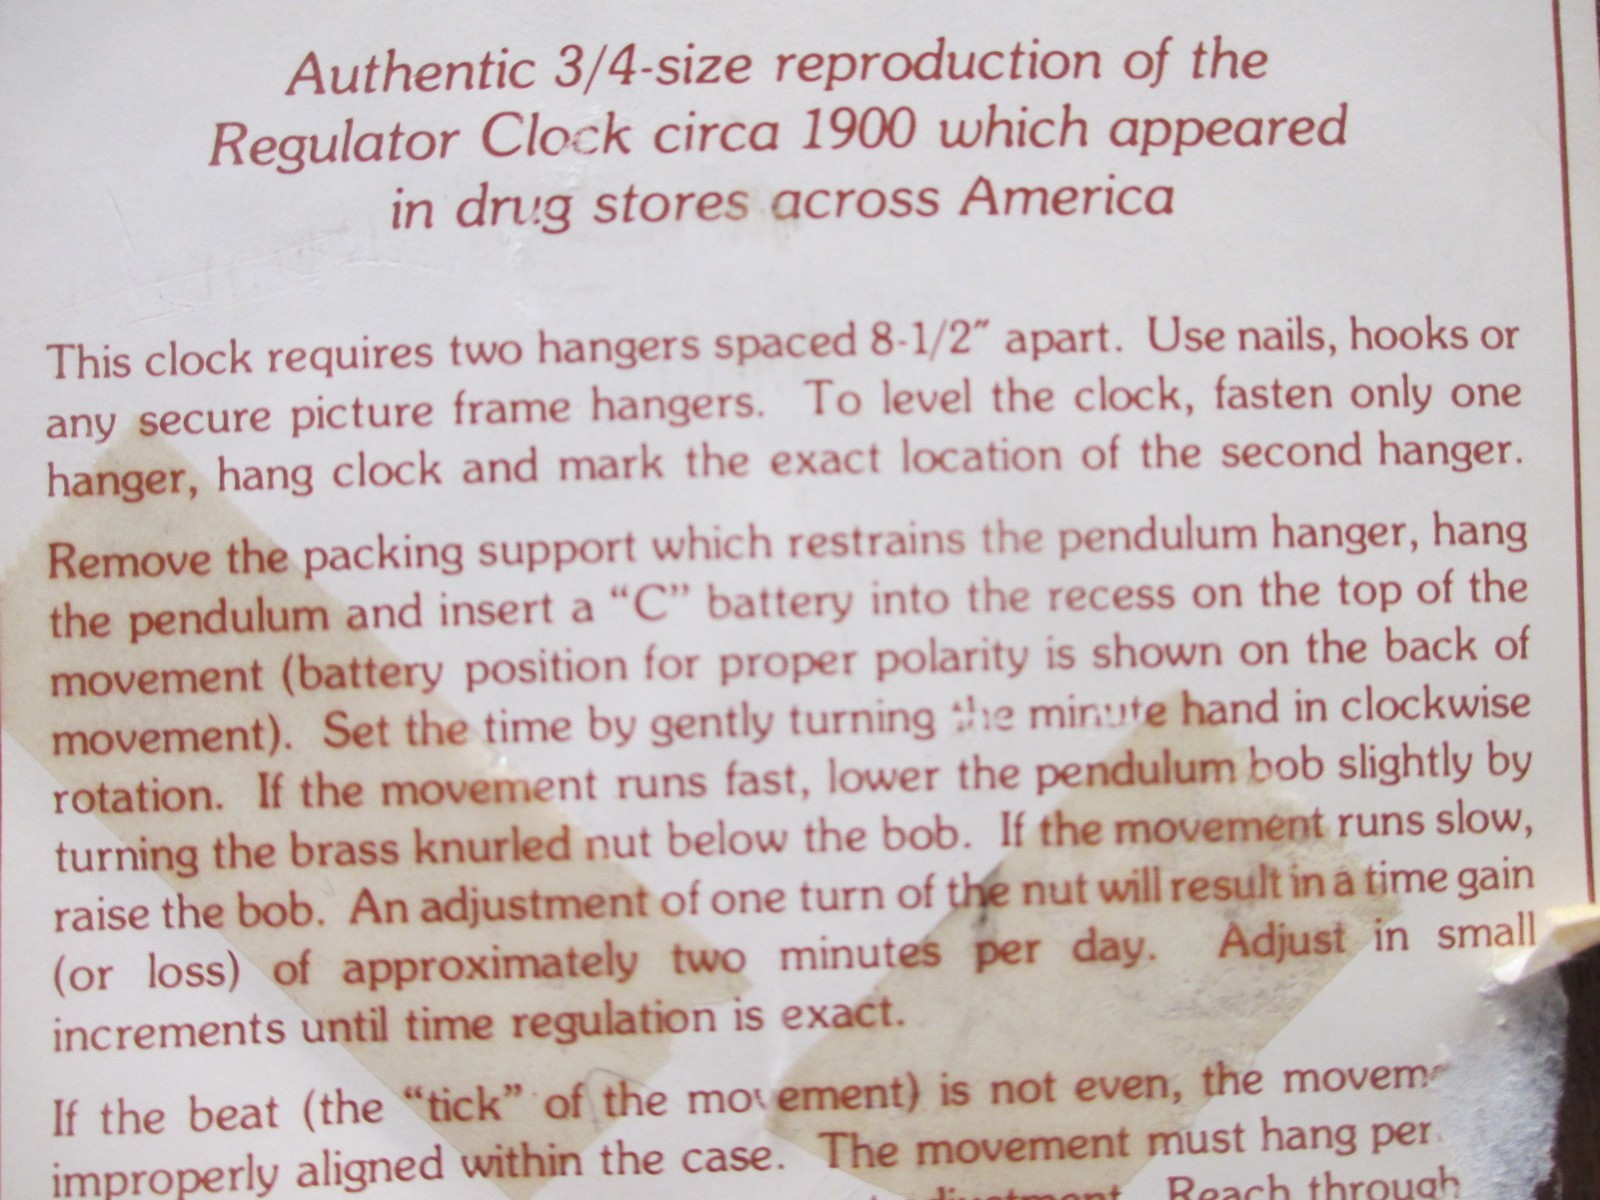 Authentic 3/4-size reproduction of the
Regulator Clock circa 1900 which appeared
in drug stores across America
This clock requires two hangers spaced 8-1/2″ apart. Use nails, hooks or
any secure picture frame hangers. To level the clock, fasten only one
hanger, hang clock and mark the exact location of the second hanger.
Remove the packing support which restrains the pendulum hanger, hang
the pendulum and insert a “C” battery into the recess on the top of the
movement (battery position for proper polarity is shown on the back of
movement). Set the time by gently turning the minute hand in clockwise
rotation. If the movement runs fast, lower the pendulum bob slightly by
turning the brass knurled nut below the bob. If the movement runs slow,
raise the bob. An adjustment of one turn of the nut will result in a time gain
(or loss) of approximately two minutes per day. Adjust in small
increments until time regulation is exact.
If the beat (the “tick” of the movement) is not even, the
improperly aligned within the case. The movement must hang
Reach through